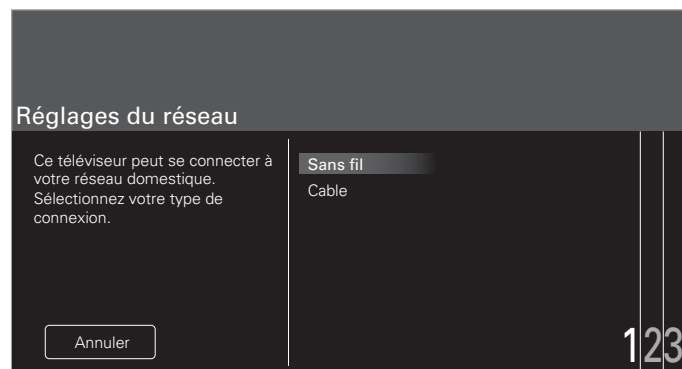 Réglages du réseau
Ce téléviseur peut se connecter à
votre réseau domestique.
Sélectionnez votre type de
connexion.
Sans fil
Cable
Annuler
123